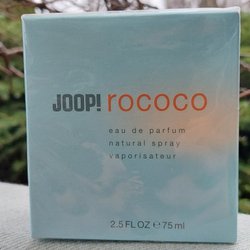 JOOP! rococo
eau de parfum
natural spray
vaporisateur
2.5 FL OZ e 75 ml